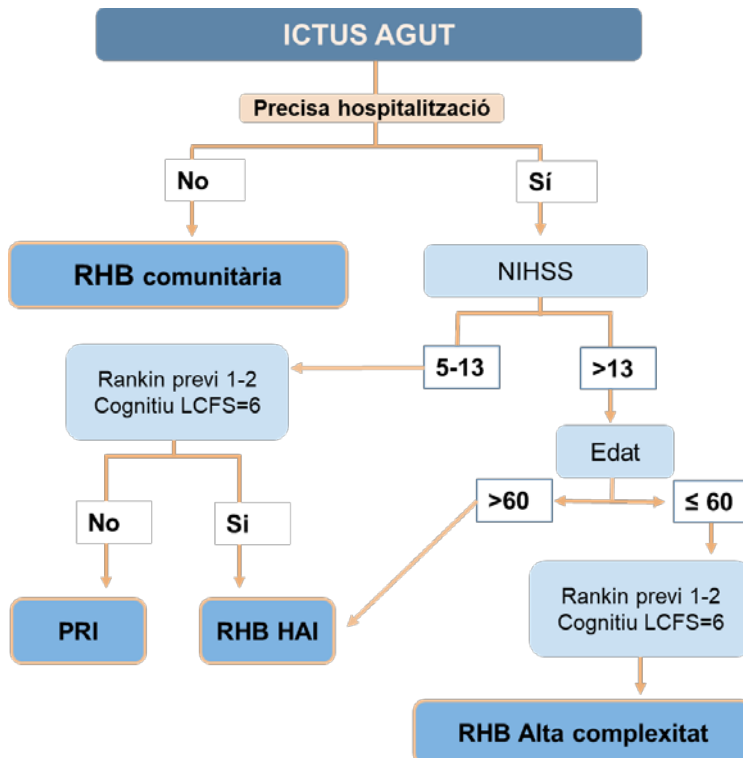 ICTUS AGUT
Precisa hospitalització
No
Sí
RHB comunitària
NIHSS
5-13
>13
Rankin previ 1-2
Cognitiu LCFS=6
Edat
No
Si
>60
≤ 60
PRI
RHB HAI
Rankin previ 1-2
Cognitiu LCFS=6
RHB Alta complexitat